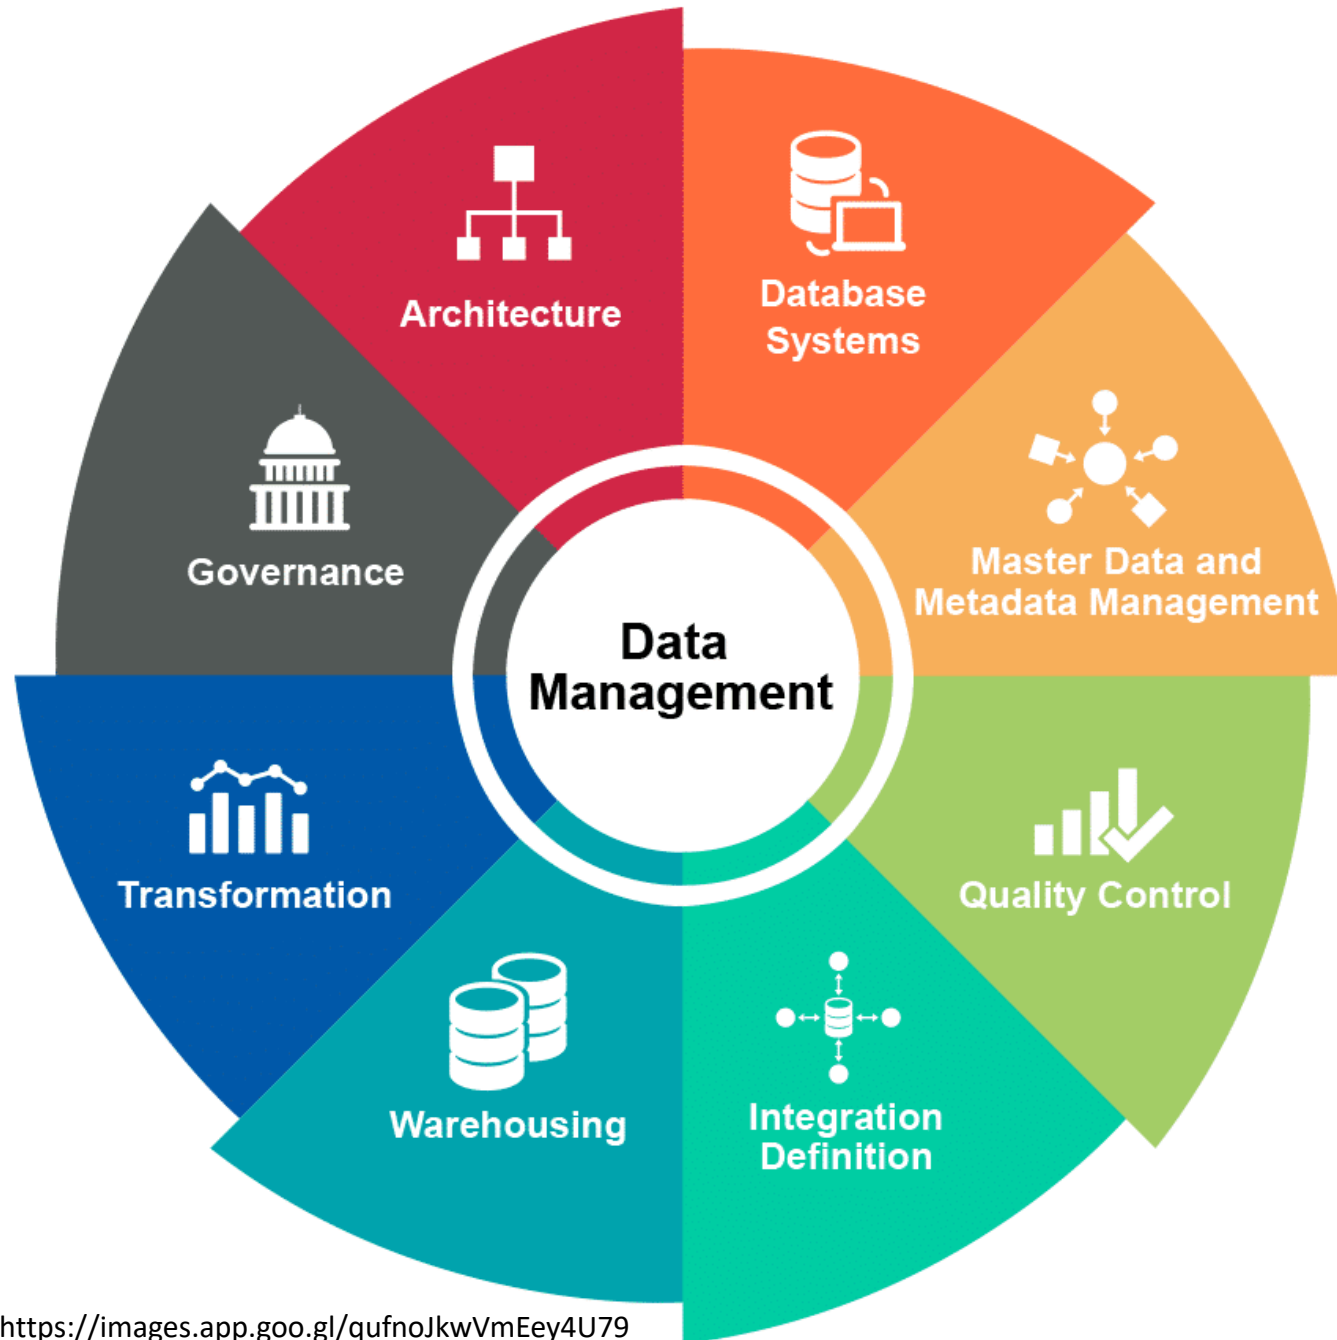 Architecture
Database
Systems
Master Data and
Metadata Management
Quality Control
Integration
Definition
Warehousing
Transformation
Governance
Data
Management
https://images.app.goo.gl/qufnoJkwVmEey4U79